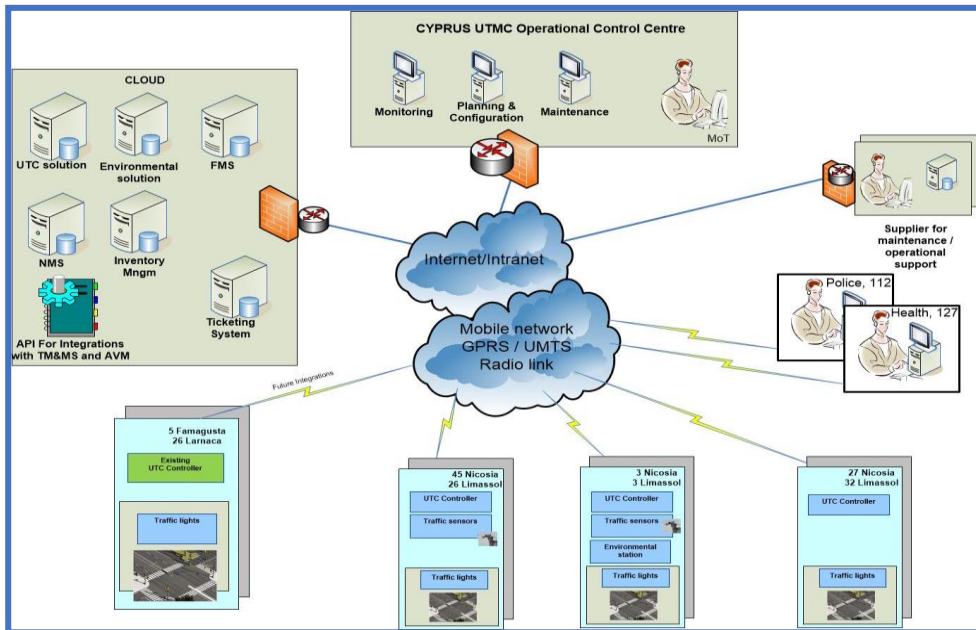 CYPRUS UTMC Operational Control Centre
Monitoring
Planning &
Configuration
Maintenance
MoT
CLOUD
UTC solution
Environmental
solution
FMS
NMS
Inventory
Mngm
API For Integrations
with TM&MS and AVM
Ticketing
System
Internet/Intranet
Mobile network
GPRS / UMTS
Radio link
Supplier for
maintenance /
operational
support
Police, 112
Health, 127
Future Integrations
5 Famagusta
26 Larnaca
Existing
UTC Controller
Traffic lights
45 Nicosia
26 Limassol
UTC Controller
Traffic sensors
Traffic lights
3 Nicosia
3 Limassol
UTC Controller
Traffic sensors
Environmental
station
Traffic lights
27 Nicosia
32 Limassol
UTC Controller
Traffic lights